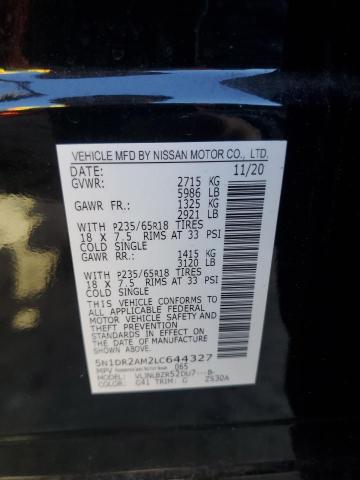 VEHICLE MFD BY NISSAN MOTOR CO., LTD.
DATE: 11/20
GVWR: 2715 KG
5986 LB
GAWR FR: 1325 KG
2921 LB
WITH P235/65R18 TIRES
18 X 7.5 RIMS AT 33 PSI
COLD SINGLE
GAWR RR: 1415 KG
3120 LB
WITH P235/65R18 TIRES
18 X 7.5 RIMS AT 33 PSI
COLD SINGLE
THIS VEHICLE CONFORMS TO
ALL APPLICABLE FEDERAL
MOTOR VEHICLE SAFETY AND
THEFT PREVENTION
STANDARDS IN EFFECT ON THE
DATE OF MANUFACTURE
SHOWN ABOVE.
5N1DR2AM2LC644327
MPV 065
VLJNLBZR52DU7---B-
COLOR: G41 TRIM: G ZS30A